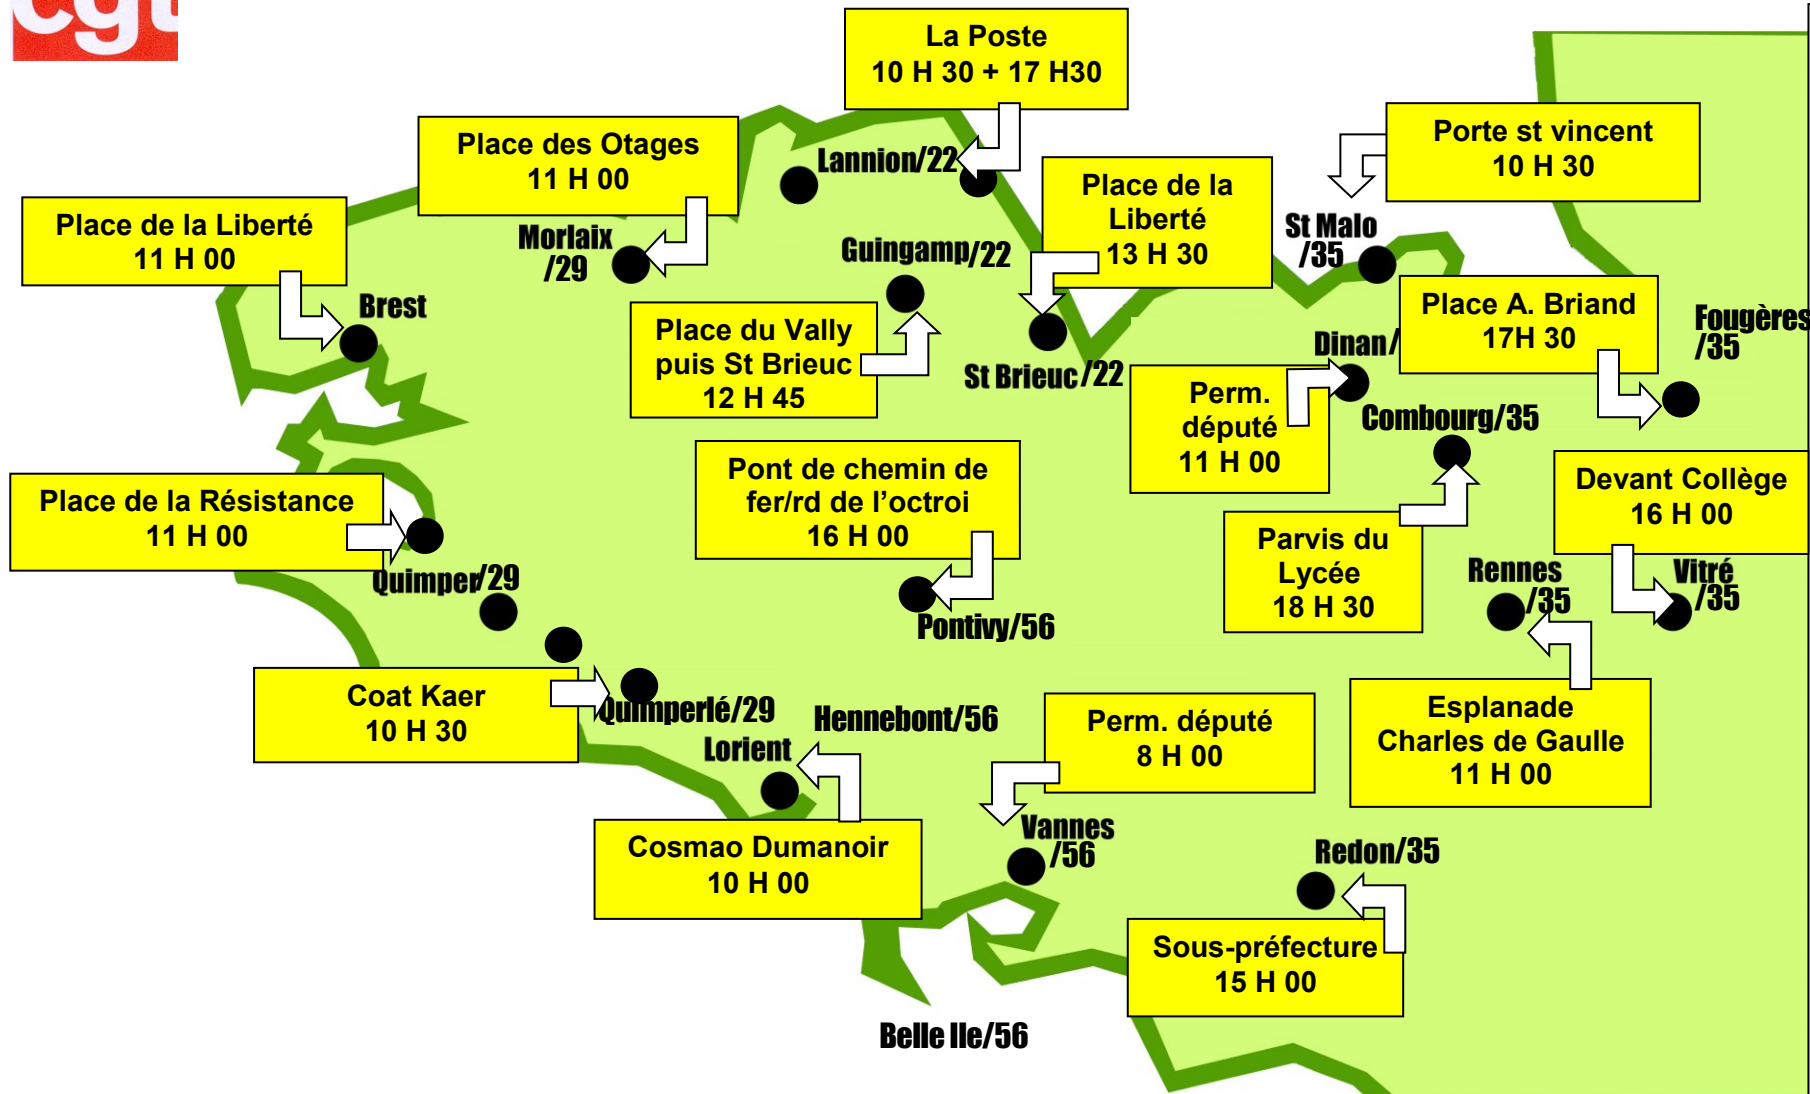 cgt
La Poste
10 H 30 + 17 H30
Place des Otages
11 H 00
Lannion/22
Porte st vincent
10 H 30
Place de la
Liberté
13 H 30
Place de la Liberté
11 H 00
Morlaix
/29
Guingamp/22
St Malo
/35
Brest
Place du Vally
puis St Brieuc
12 H 45
St Brieuc/22
Dinan/
Place A. Briand
17H 30
Fougères
/35
Perm.
député
11 H 00
Combourg/35
Place de la Résistance
11 H 00
Quimper/29
Pont de chemin de
fer/rd de l’octroi
16 H 00
Pontivy/56
Parvis du
Lycée
18 H 30
Devant Collège
16 H 00
Rennes
/35
Vitré
/35
Coat Kaer
10 H 30
Quimperlé/29
Hennebont/56
Lorient
Perm. député
8 H 00
Esplanade
Charles de Gaulle
11 H 00
Cosmao Dumanoir
10 H 00
Vannes
/56
Redon/35
Sous-préfecture
15 H 00
Belle Ile/56